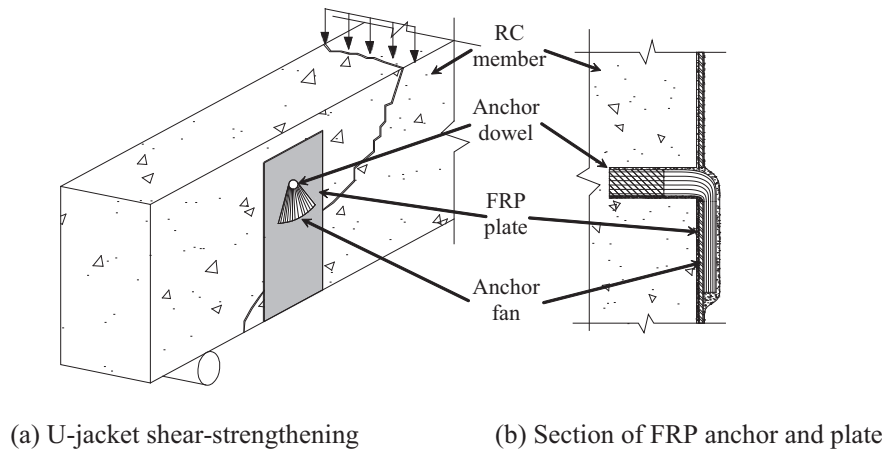 RC
member
Anchor
dowel
FRP
plate
Anchor
fan
(a) U-jacket shear-strengthening
(b) Section of FRP anchor and plate